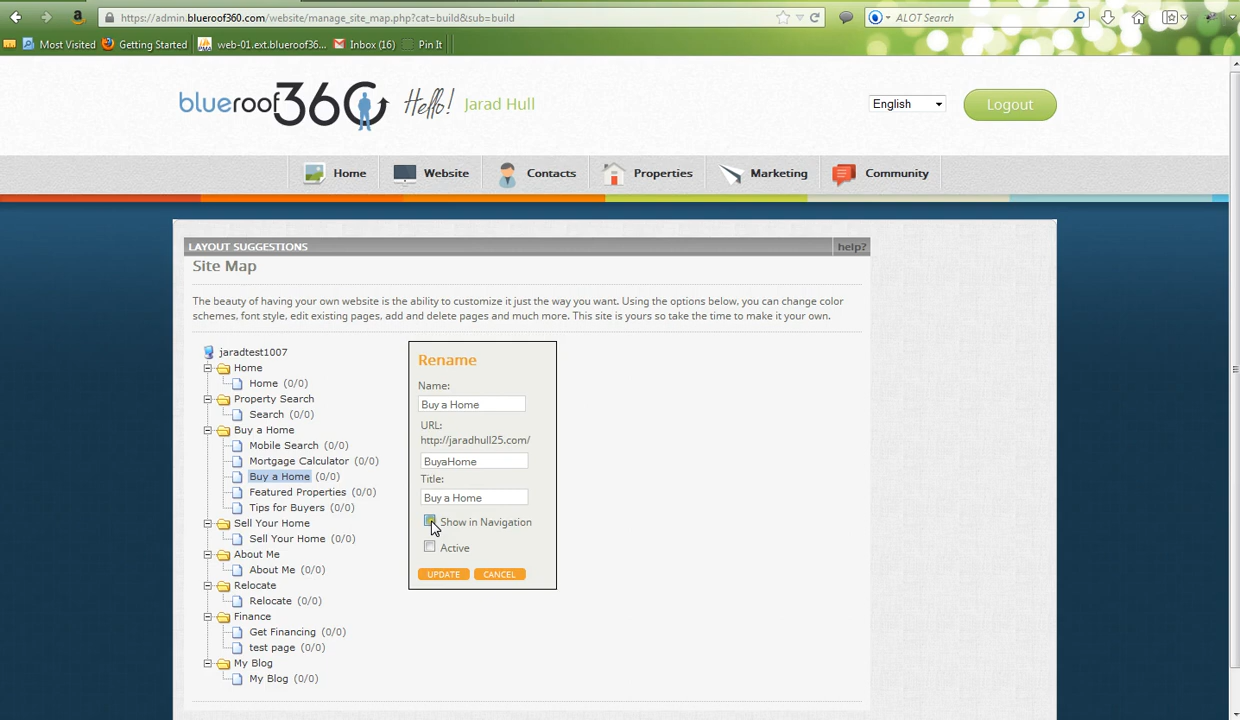 https://admin.blueroof360.com/website/manage_site_map.php?cat=build&sub=build
ALOT Search
Most Visited
Getting Started
web-01.ext.blueroof36...
Inbox (16)
Pin It
blueroof360
Hello! Jarad Hull
English
Logout
Home
Website
Contacts
Properties
Marketing
Community
LAYOUT SUGGESTIONS
help?
Site Map
The beauty of having your own website is the ability to customize it just the way you want. Using the options below, you can change color
schemes, font style, edit existing pages, add and delete pages and much more. This site is yours so take the time to make it your own.
jaradtest1007
Home
Home (0/0)
Property Search
Search (0/0)
Buy a Home
Mobile Search (0/0)
Mortgage Calculator (0/0)
Buy a Home (0/0)
Featured Properties (0/0)
Tips for Buyers (0/0)
Sell Your Home
Sell Your Home (0/0)
About Me
About Me (0/0)
Relocate
Relocate (0/0)
Finance
Get Financing (0/0)
test page (0/0)
My Blog
My Blog (0/0)
Rename
Name:
Buy a Home
URL:
http://jaradhull25.com/
BuyaHome
Title:
Buy a Home
Show in Navigation
Active
UPDATE
CANCEL